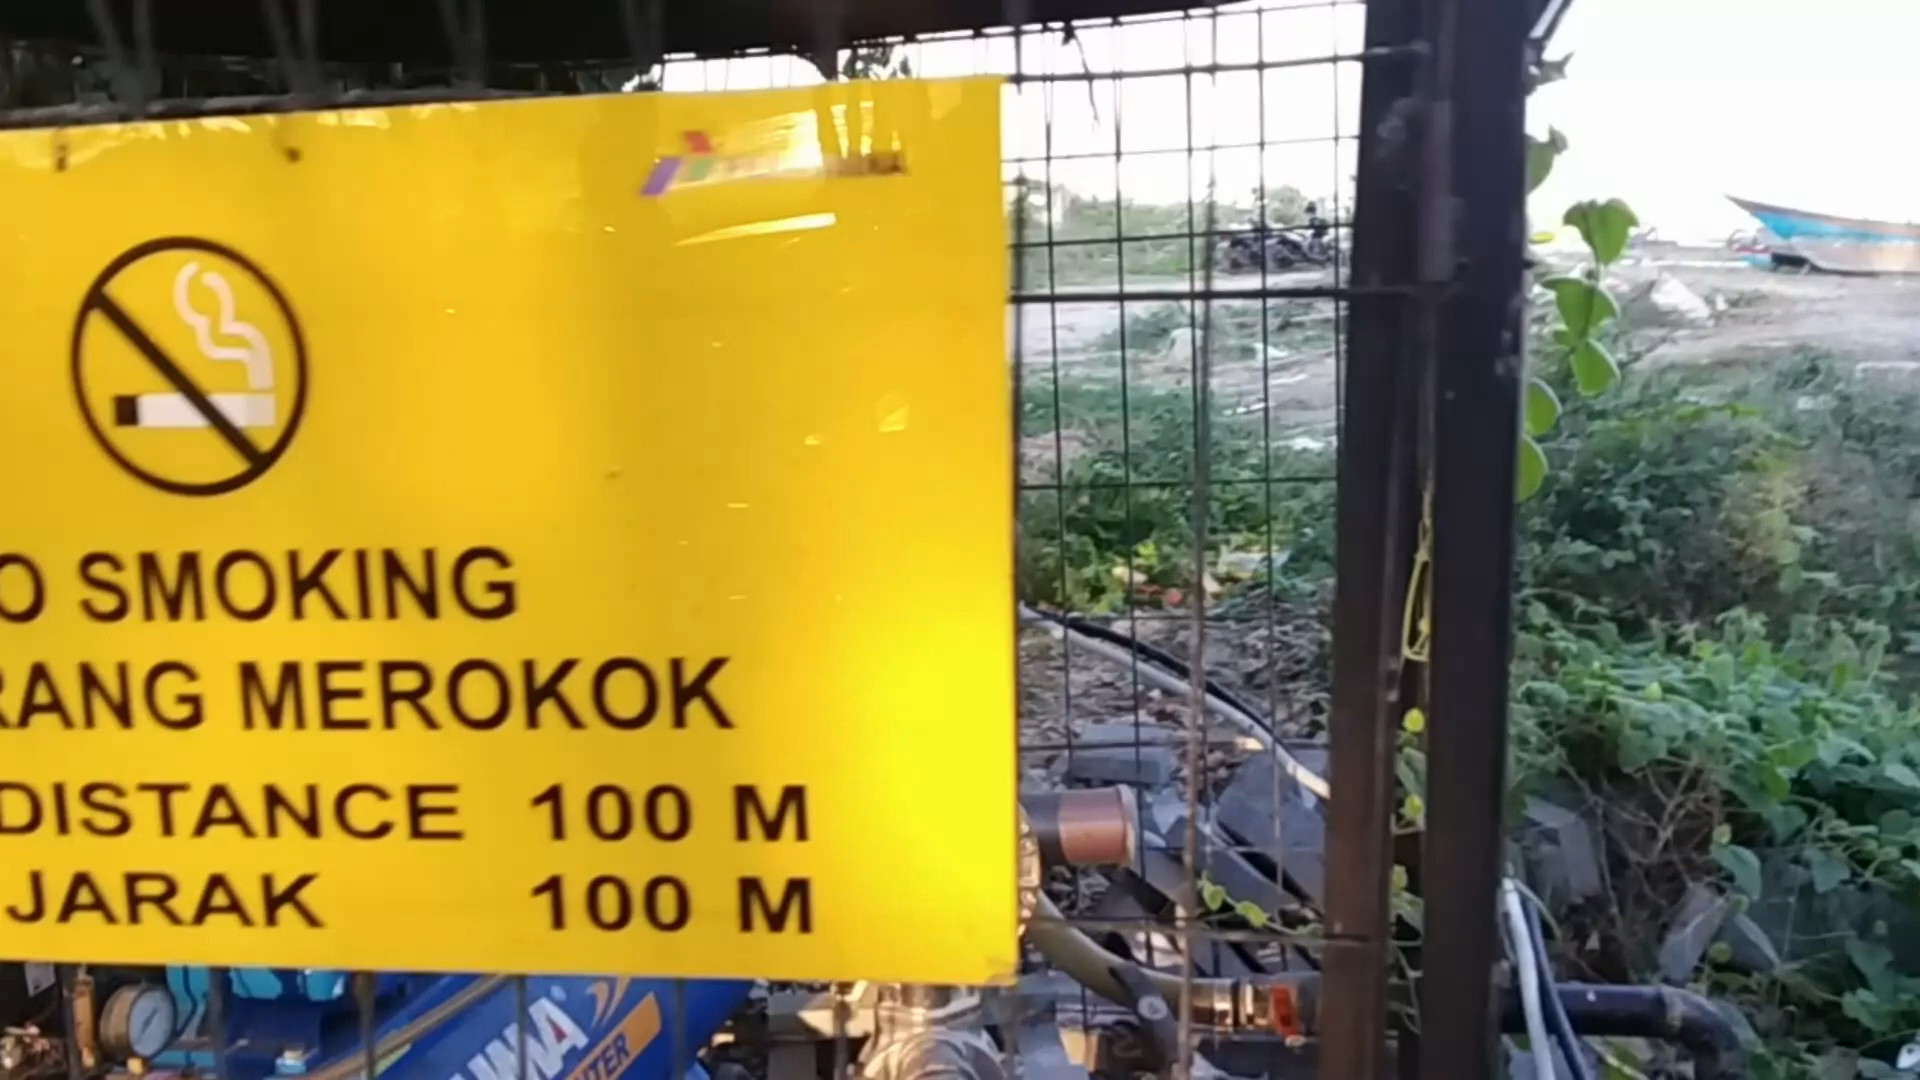 O SMOKING
RANG MEROKOK
DISTANCE 100 M
JARAK 100 M